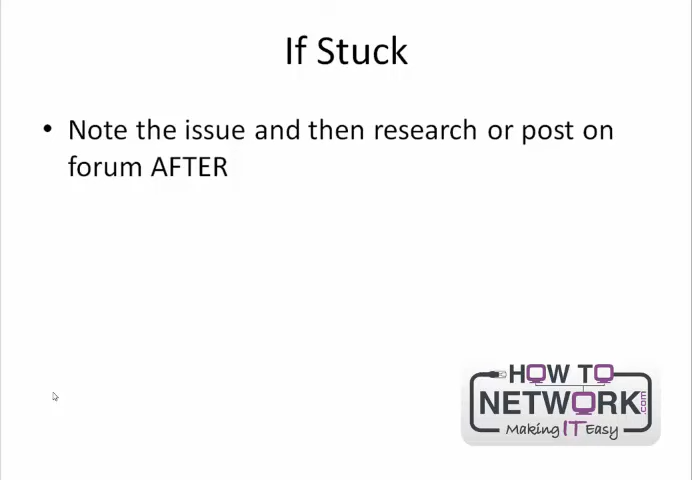 If Stuck
• Note the issue and then research or post on
forum AFTER
HOW TO
NETWORK.com
Making IT Easy